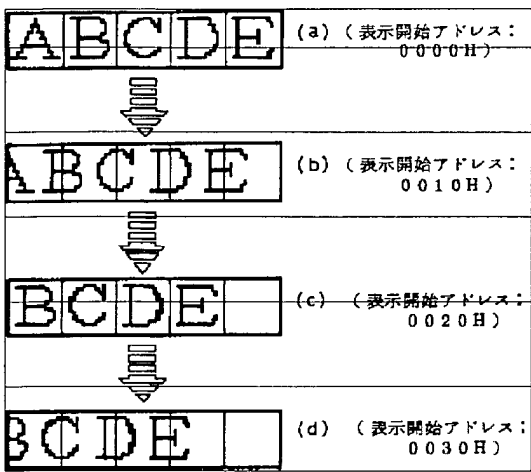 ABCDE
(a) (表示開始アドレス:
0000H)
ABCDE
(b) (表示開始アドレス:
0010H)
BCDE
(c) (表示開始アドレス:
0020H)
BCDE
(d) (表示開始アドレス:
0030H)